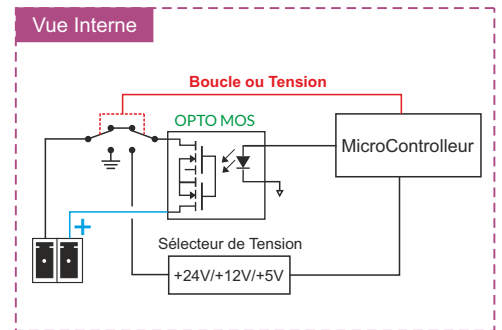 Vue Interne
Boucle ou Tension
OPTO MOS
MicroControlleur
+
Sélecteur de Tension
+24V/+12V/+5V